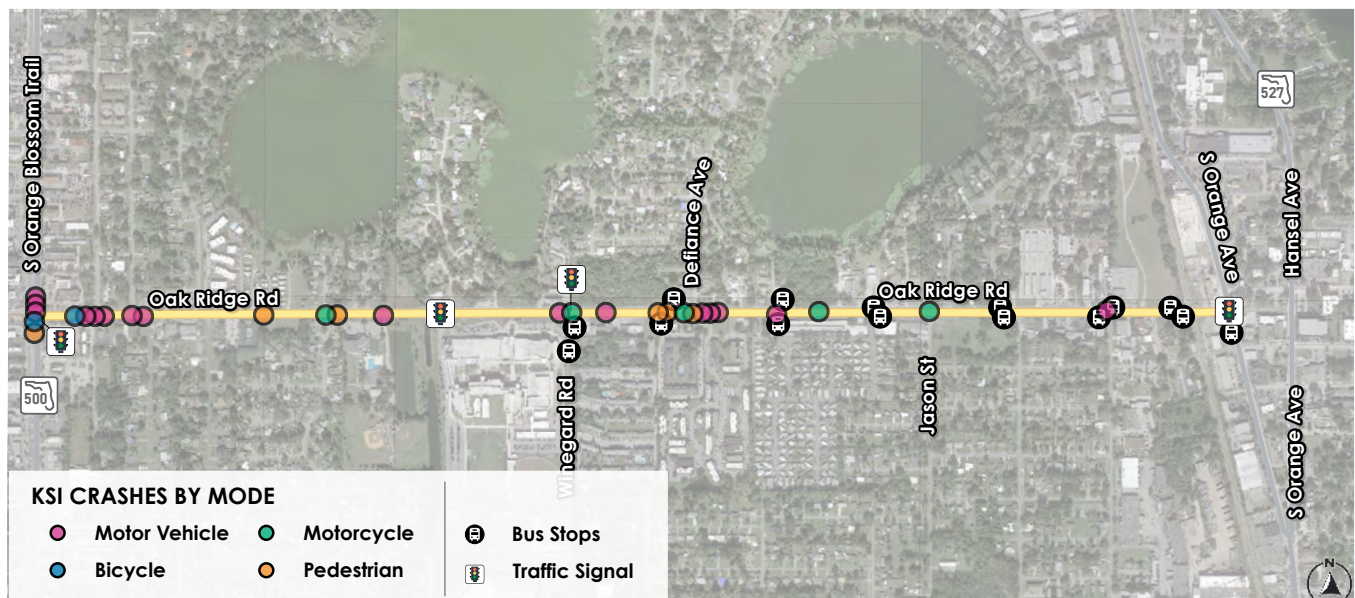 527
S Orange Blossom Trail
S Orange Ave
Hansel Ave
Defiance Ave
Oak Ridge Rd
Oak Ridge Rd
500
Winegard Rd
Jason St
S Orange Ave
KSI CRASHES BY MODE
Motor Vehicle
Motorcycle
Bicycle
Pedestrian
Bus Stops
Traffic Signal
N